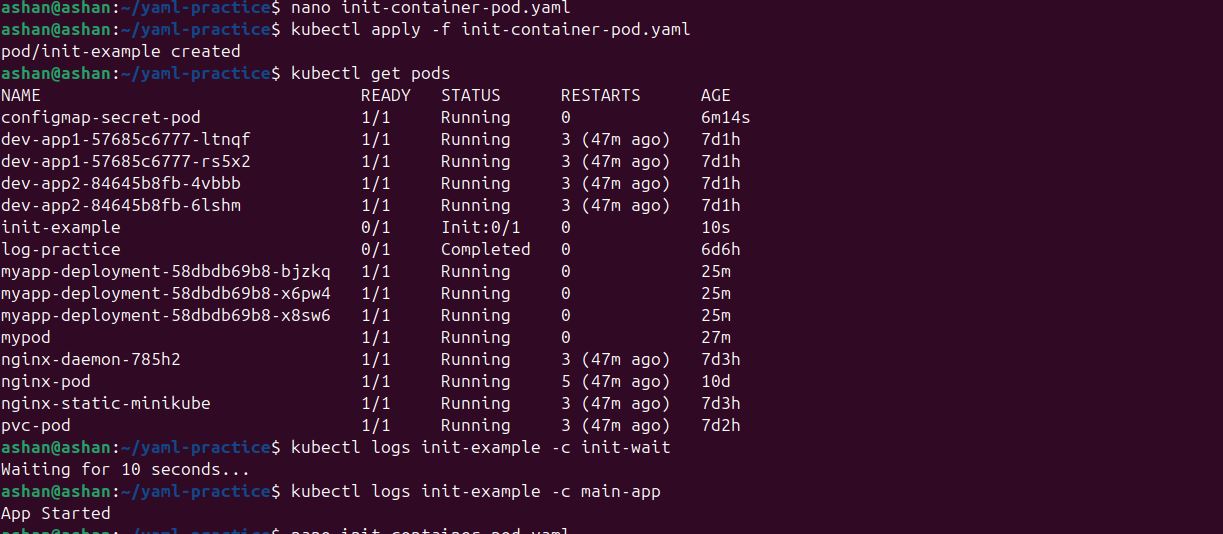 ashan@ashan:~/yaml-practice$ nano init-container-pod.yaml
ashan@ashan:~/yaml-practice$ kubectl apply -f init-container-pod.yaml
pod/init-example created
ashan@ashan:~/yaml-practice$ kubectl get pods
NAME READY STATUS RESTARTS AGE
configmap-secret-pod 1/1 Running 0 6m14s
dev-app1-57685c6777-ltnqf 1/1 Running 3 (47m ago) 7d1h
dev-app1-57685c6777-rs5x2 1/1 Running 3 (47m ago) 7d1h
dev-app2-84645b8fb-4vbbb 1/1 Running 3 (47m ago) 7d1h
dev-app2-84645b8fb-6lshm 1/1 Running 3 (47m ago) 7d1h
init-example 0/1 Init:0/1 0 10s
log-practice 0/1 Completed 0 6d6h
myapp-deployment-58dbdb69b8-bjzkq 1/1 Running 0 25m
myapp-deployment-58dbdb69b8-x6pw4 1/1 Running 0 25m
myapp-deployment-58dbdb69b8-x8sw6 1/1 Running 0 25m
mypod 1/1 Running 0 27m
nginx-daemon-785h2 1/1 Running 3 (47m ago) 7d3h
nginx-pod 1/1 Running 5 (47m ago) 10d
nginx-static-minikube 1/1 Running 3 (47m ago) 7d3h
pvc-pod 1/1 Running 3 (47m ago) 7d2h
ashan@ashan:~/yaml-practice$ kubectl logs init-example -c init-wait
Waiting for 10 seconds...
ashan@ashan:~/yaml-practice$ kubectl logs init-example -c main-app
App Started
ashan@ashan:~/yaml-practice$ nano init-container-pod.yaml